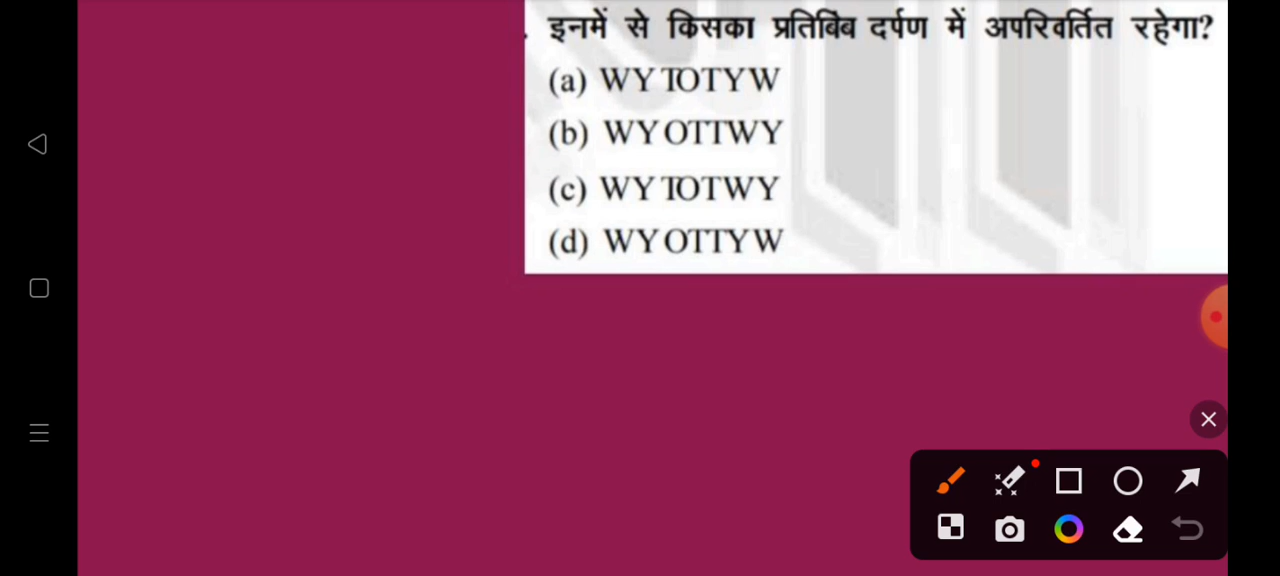 . इनमें से किसका प्रतिबिंब दर्पण में अपरिवर्तित रहेगा?
(a) WYTOTYW
(b) WYOTTWY
(c) WYTOTWY
(d) WYOTTYW